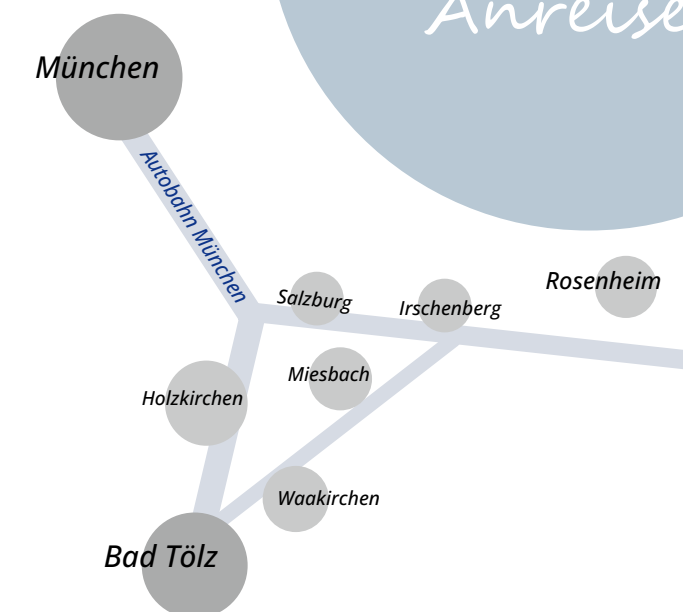 Anreise
München
Autobahn München
Salzburg
Irschenberg
Rosenheim
Miesbach
Holzkirchen
Waakirchen
Bad Tölz